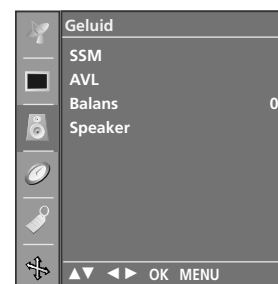 Geluid
SSM
AVL
Balans 0
Speaker
▲▼ ◄► OK MENU